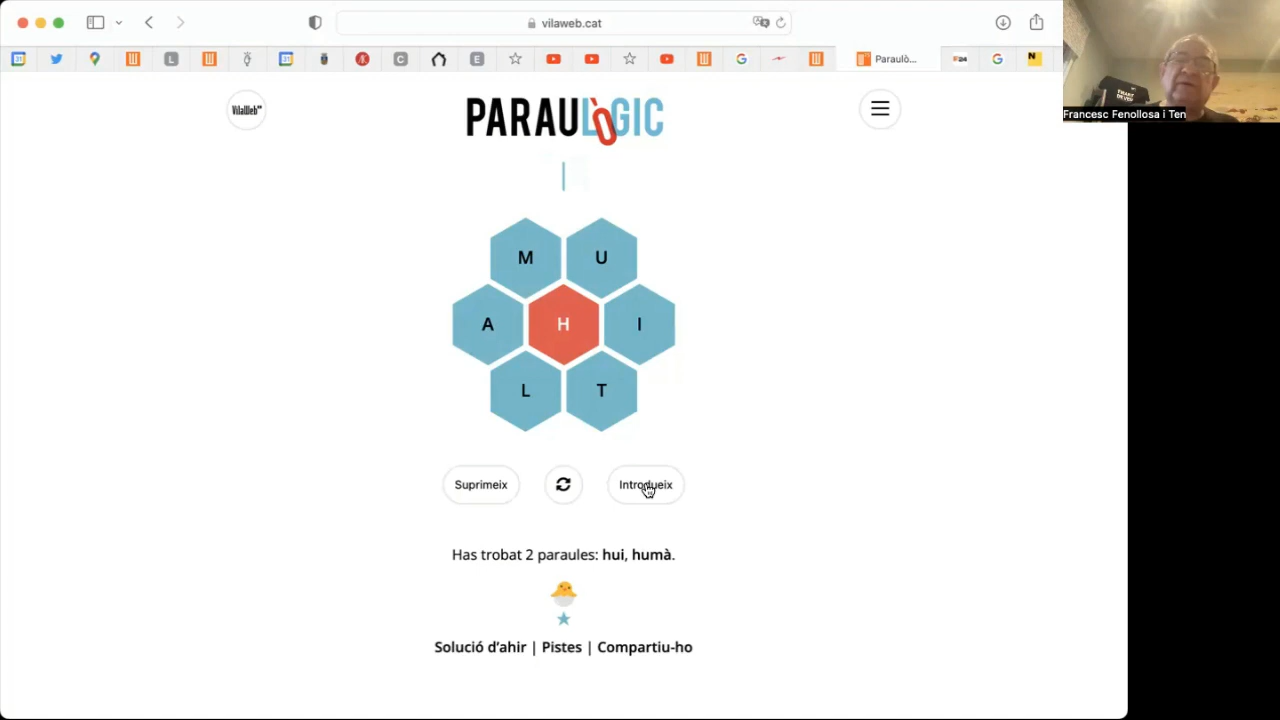 vilaweb.cat
Paraulò...
F24
N
Francesc Fenollosa i Ten
VilaWeb
PARAULÒGIC
M U
A H I
L T
Suprimeix
Introdueix
Has trobat 2 paraules: hui, humà.
Solució d'ahir | Pistes | Compartiu-ho